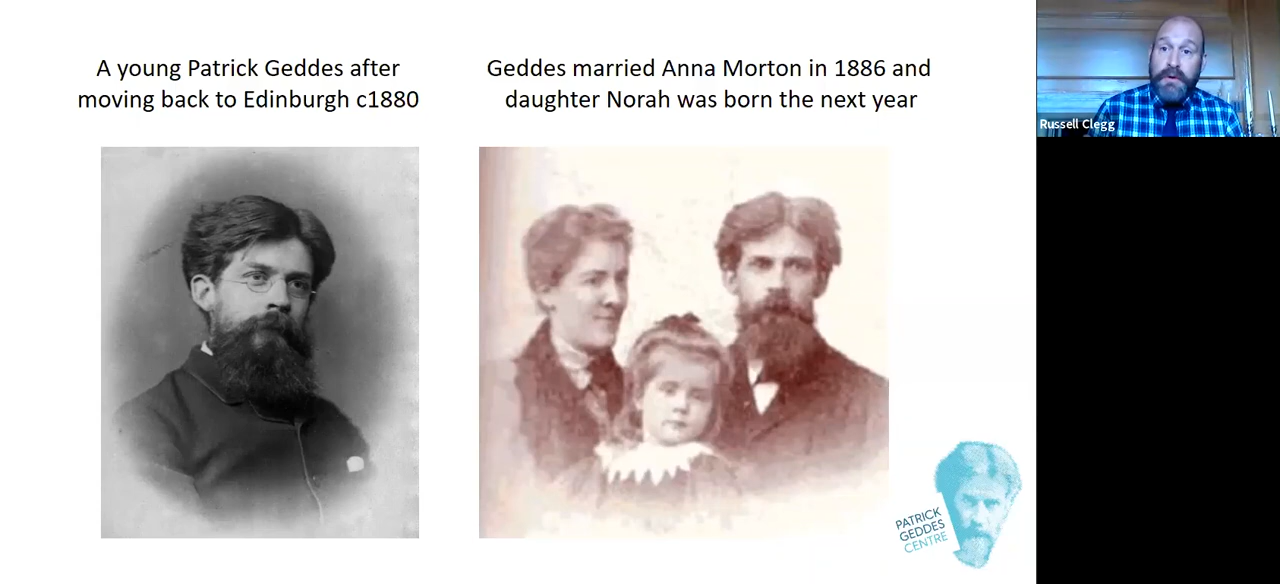 A young Patrick Geddes after
moving back to Edinburgh c1880
Geddes married Anna Morton in 1886 and
daughter Norah was born the next year
Russell Clegg
PATRICK
GEDDES
CENTRE